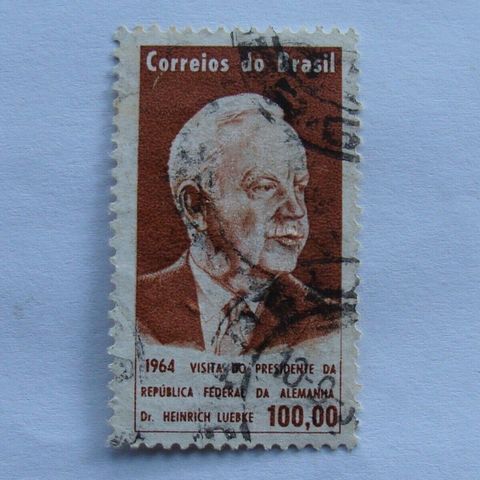 Correios do Brasil
1964 VISITA DO PRESIDENTE DA
REPÚBLICA FEDERAL DA ALEMANHA
Dr. HEINRICH LUEBKE 100,00